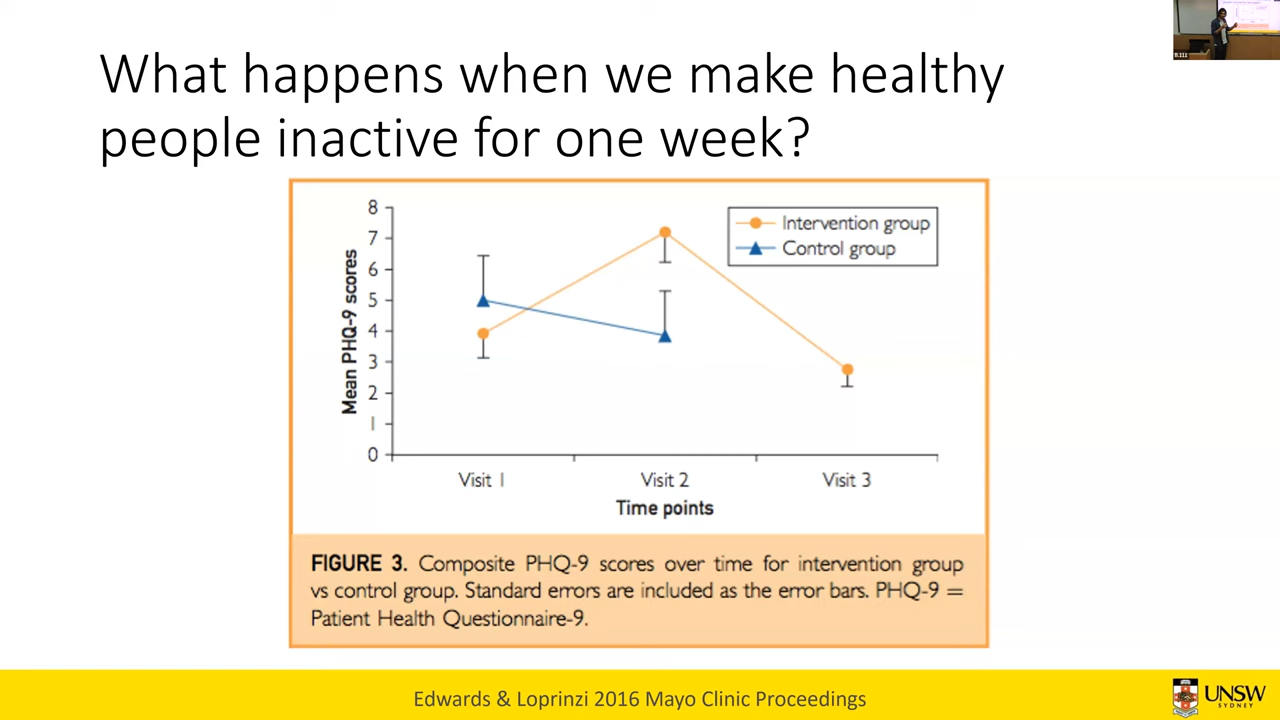 What happens when we make healthy
people inactive for one week?
8
7
6
5
4
3
2
1
0
Mean PHQ-9 scores
Intervention group
Control group
Visit 1
Visit 2
Visit 3
Time points
FIGURE 3. Composite PHQ-9 scores over time for intervention group
vs control group. Standard errors are included as the error bars. PHQ-9 =
Patient Health Questionnaire-9.
Edwards & Loprinzi 2016 Mayo Clinic Proceedings
UNSW
SYDNEY